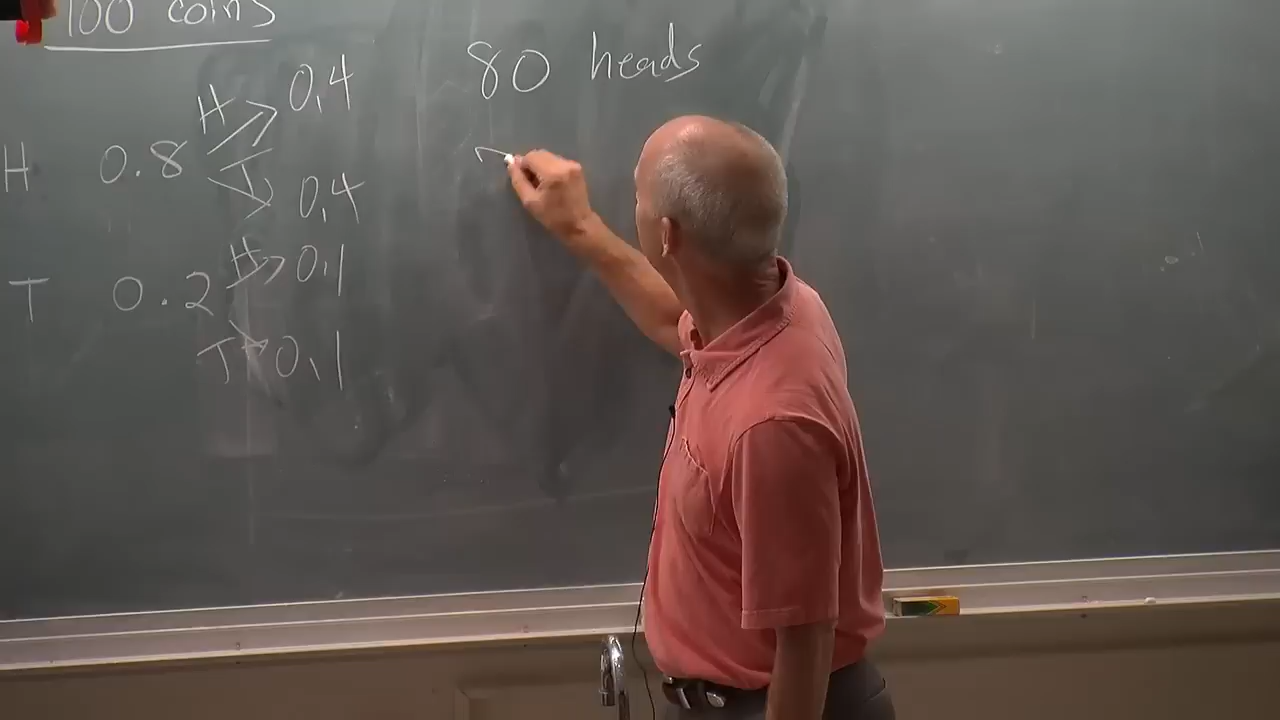 100 coins
80 heads
H 0,4
H 0.8
T 0,4
H 0,1
T 0.2
T 0,1